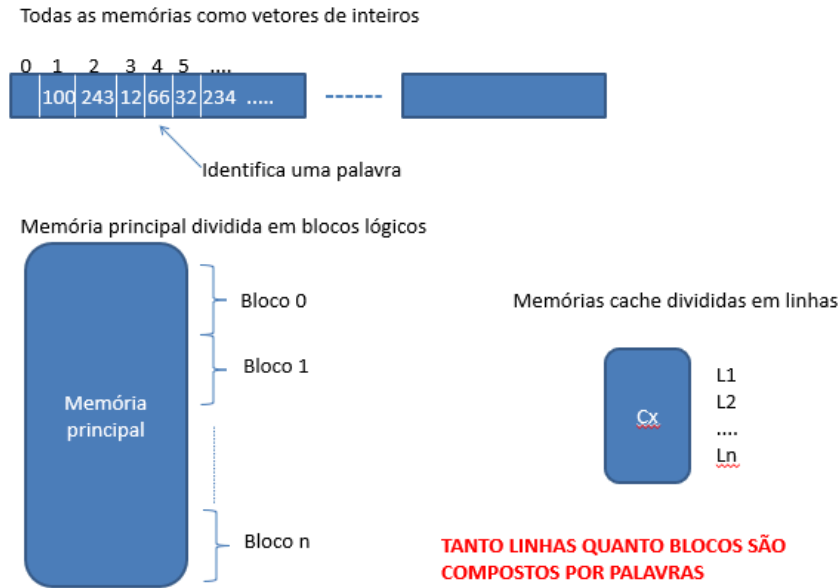 Todas as memórias como vetores de inteiros
0 1 2 3 4 5 ....
100 243 12 66 32 234 .....
Identifica uma palavra
Memória principal dividida em blocos lógicos
Bloco 0
Memórias cache divididas em linhas
Bloco 1
L1
L2
....
Ln
Cx
Memória
principal
Bloco n
TANTO LINHAS QUANTO BLOCOS SÃO
COMPOSTOS POR PALAVRAS